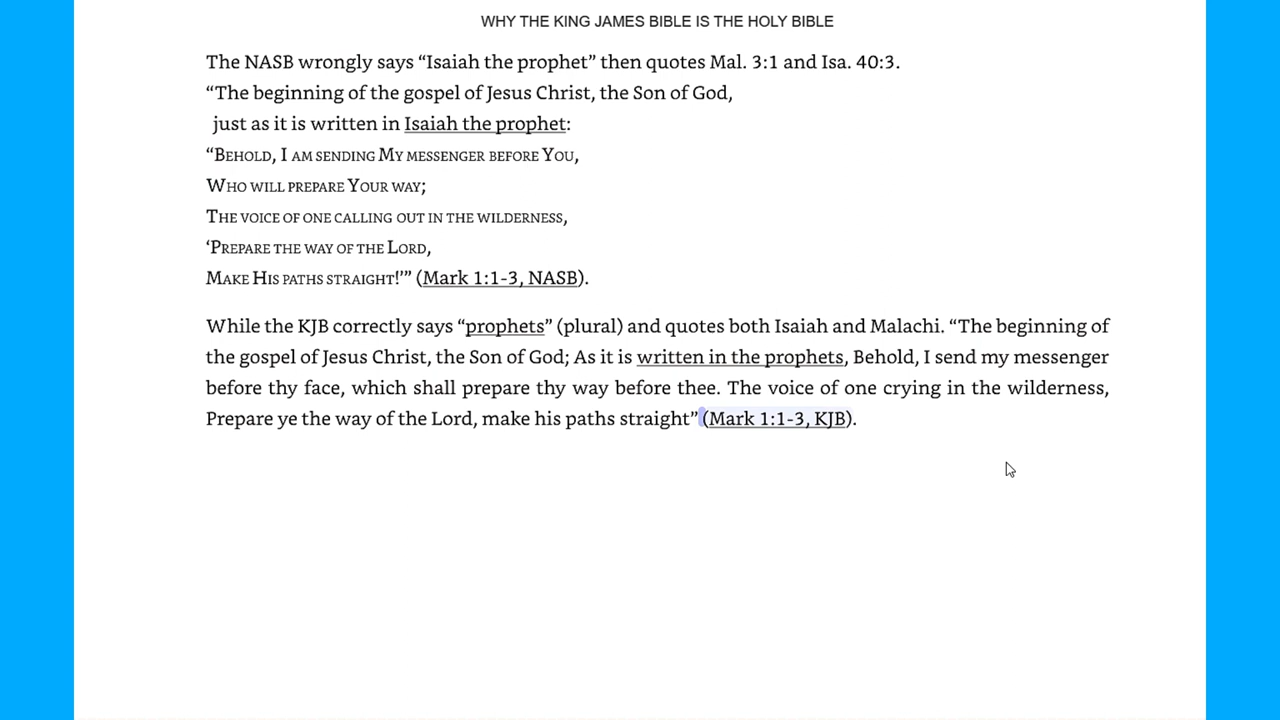 WHY THE KING JAMES BIBLE IS THE HOLY BIBLE
The NASB wrongly says “Isaiah the prophet” then quotes Mal. 3:1 and Isa. 40:3.
“The beginning of the gospel of Jesus Christ, the Son of God,
just as it is written in Isaiah the prophet:
“Behold, I am sending My messenger before You,
Who will prepare Your way;
The voice of one calling out in the wilderness,
‘Prepare the way of the Lord,
Make His paths straight!’” (Mark 1:1-3, NASB).
While the KJB correctly says “prophets” (plural) and quotes both Isaiah and Malachi. “The beginning of
the gospel of Jesus Christ, the Son of God; As it is written in the prophets, Behold, I send my messenger
before thy face, which shall prepare thy way before thee. The voice of one crying in the wilderness,
Prepare ye the way of the Lord, make his paths straight” (Mark 1:1-3, KJB).